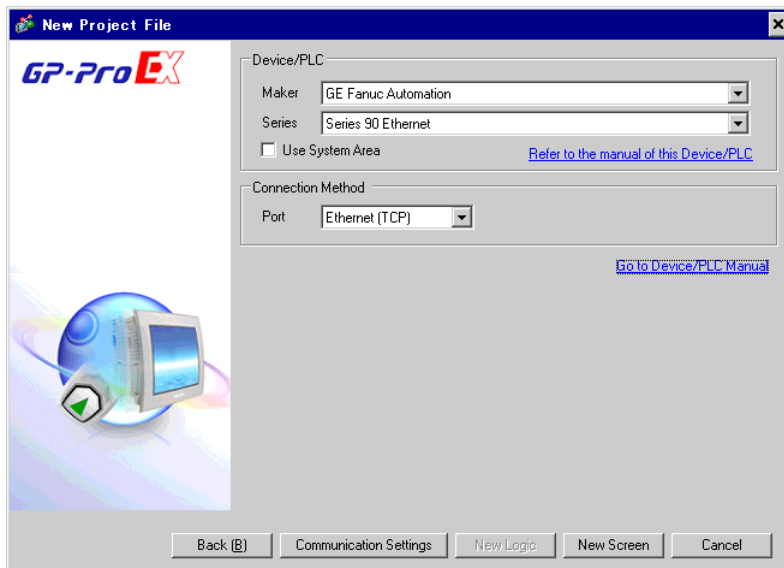 New Project File
GP-Pro EX
Device/PLC
Maker GE Fanuc Automation
Series Series 90 Ethernet
Use System Area Refer to the manual of this Device/PLC
Connection Method
Port Ethernet (TCP)
Go to Device/PLC Manual
Back (B) Communication Settings New Logic New Screen Cancel